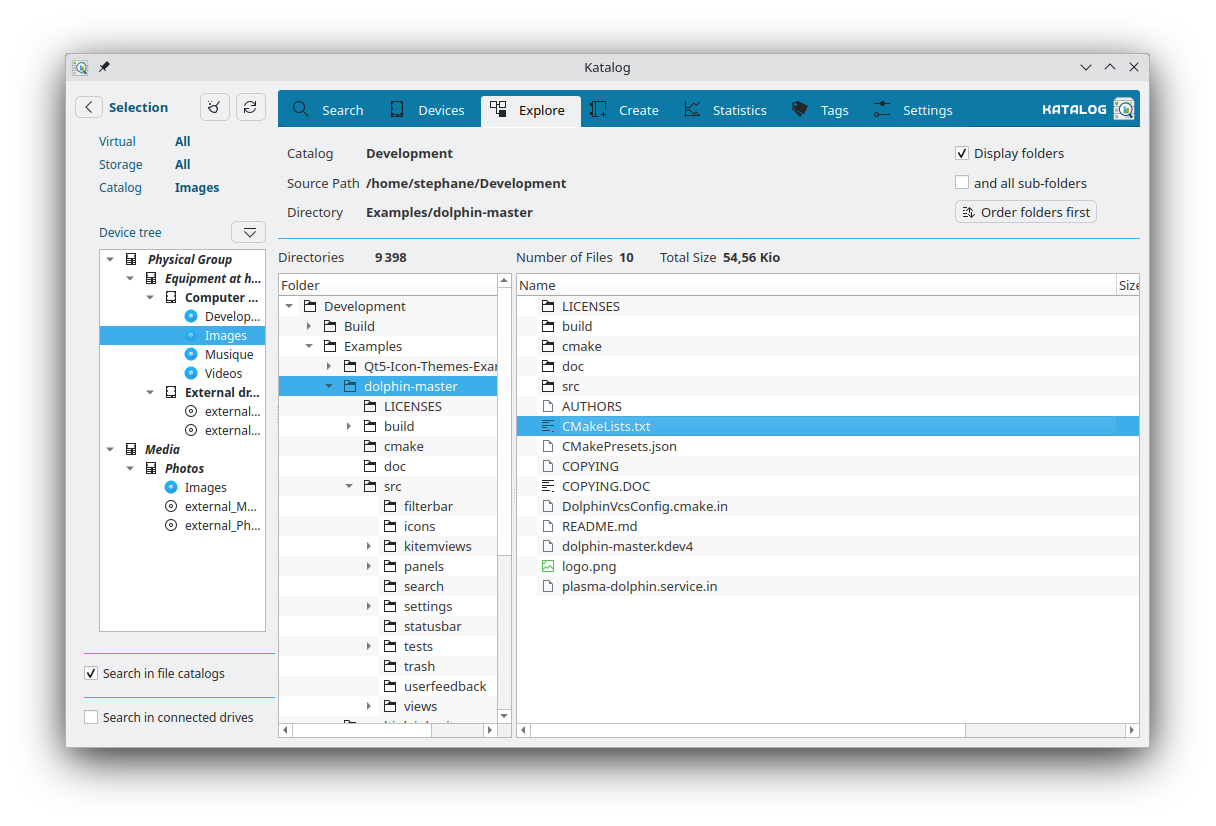 Katalog
Selection
Virtual All
Storage All
Catalog Images
Device tree
Physical Group
Equipment at h...
Computer ...
Develop...
Images
Musique
Videos
External dr...
external...
external...
Media
Photos
Images
external_M...
external_Ph...
Search in file catalogs
Search in connected drives
Search Devices Explore Create Statistics Tags Settings KATALOG
Catalog Development
Source Path /home/stephane/Development
Directory Examples/dolphin-master
Display folders
and all sub-folders
Order folders first
Directories 9 398
Folder
Development
Build
Examples
Qt5-Icon-Themes-Exar
dolphin-master
LICENSES
build
cmake
doc
src
filterbar
icons
kitemviews
panels
search
settings
statusbar
tests
trash
userfeedback
views
Number of Files 10 Total Size 54,56 Kio
Name Size
LICENSES
build
cmake
doc
src
AUTHORS
CMakeLists.txt
CMakePresets.json
COPYING
COPYING.DOC
DolphinVcsConfig.cmake.in
README.md
dolphin-master.kdev4
logo.png
plasma-dolphin.service.in